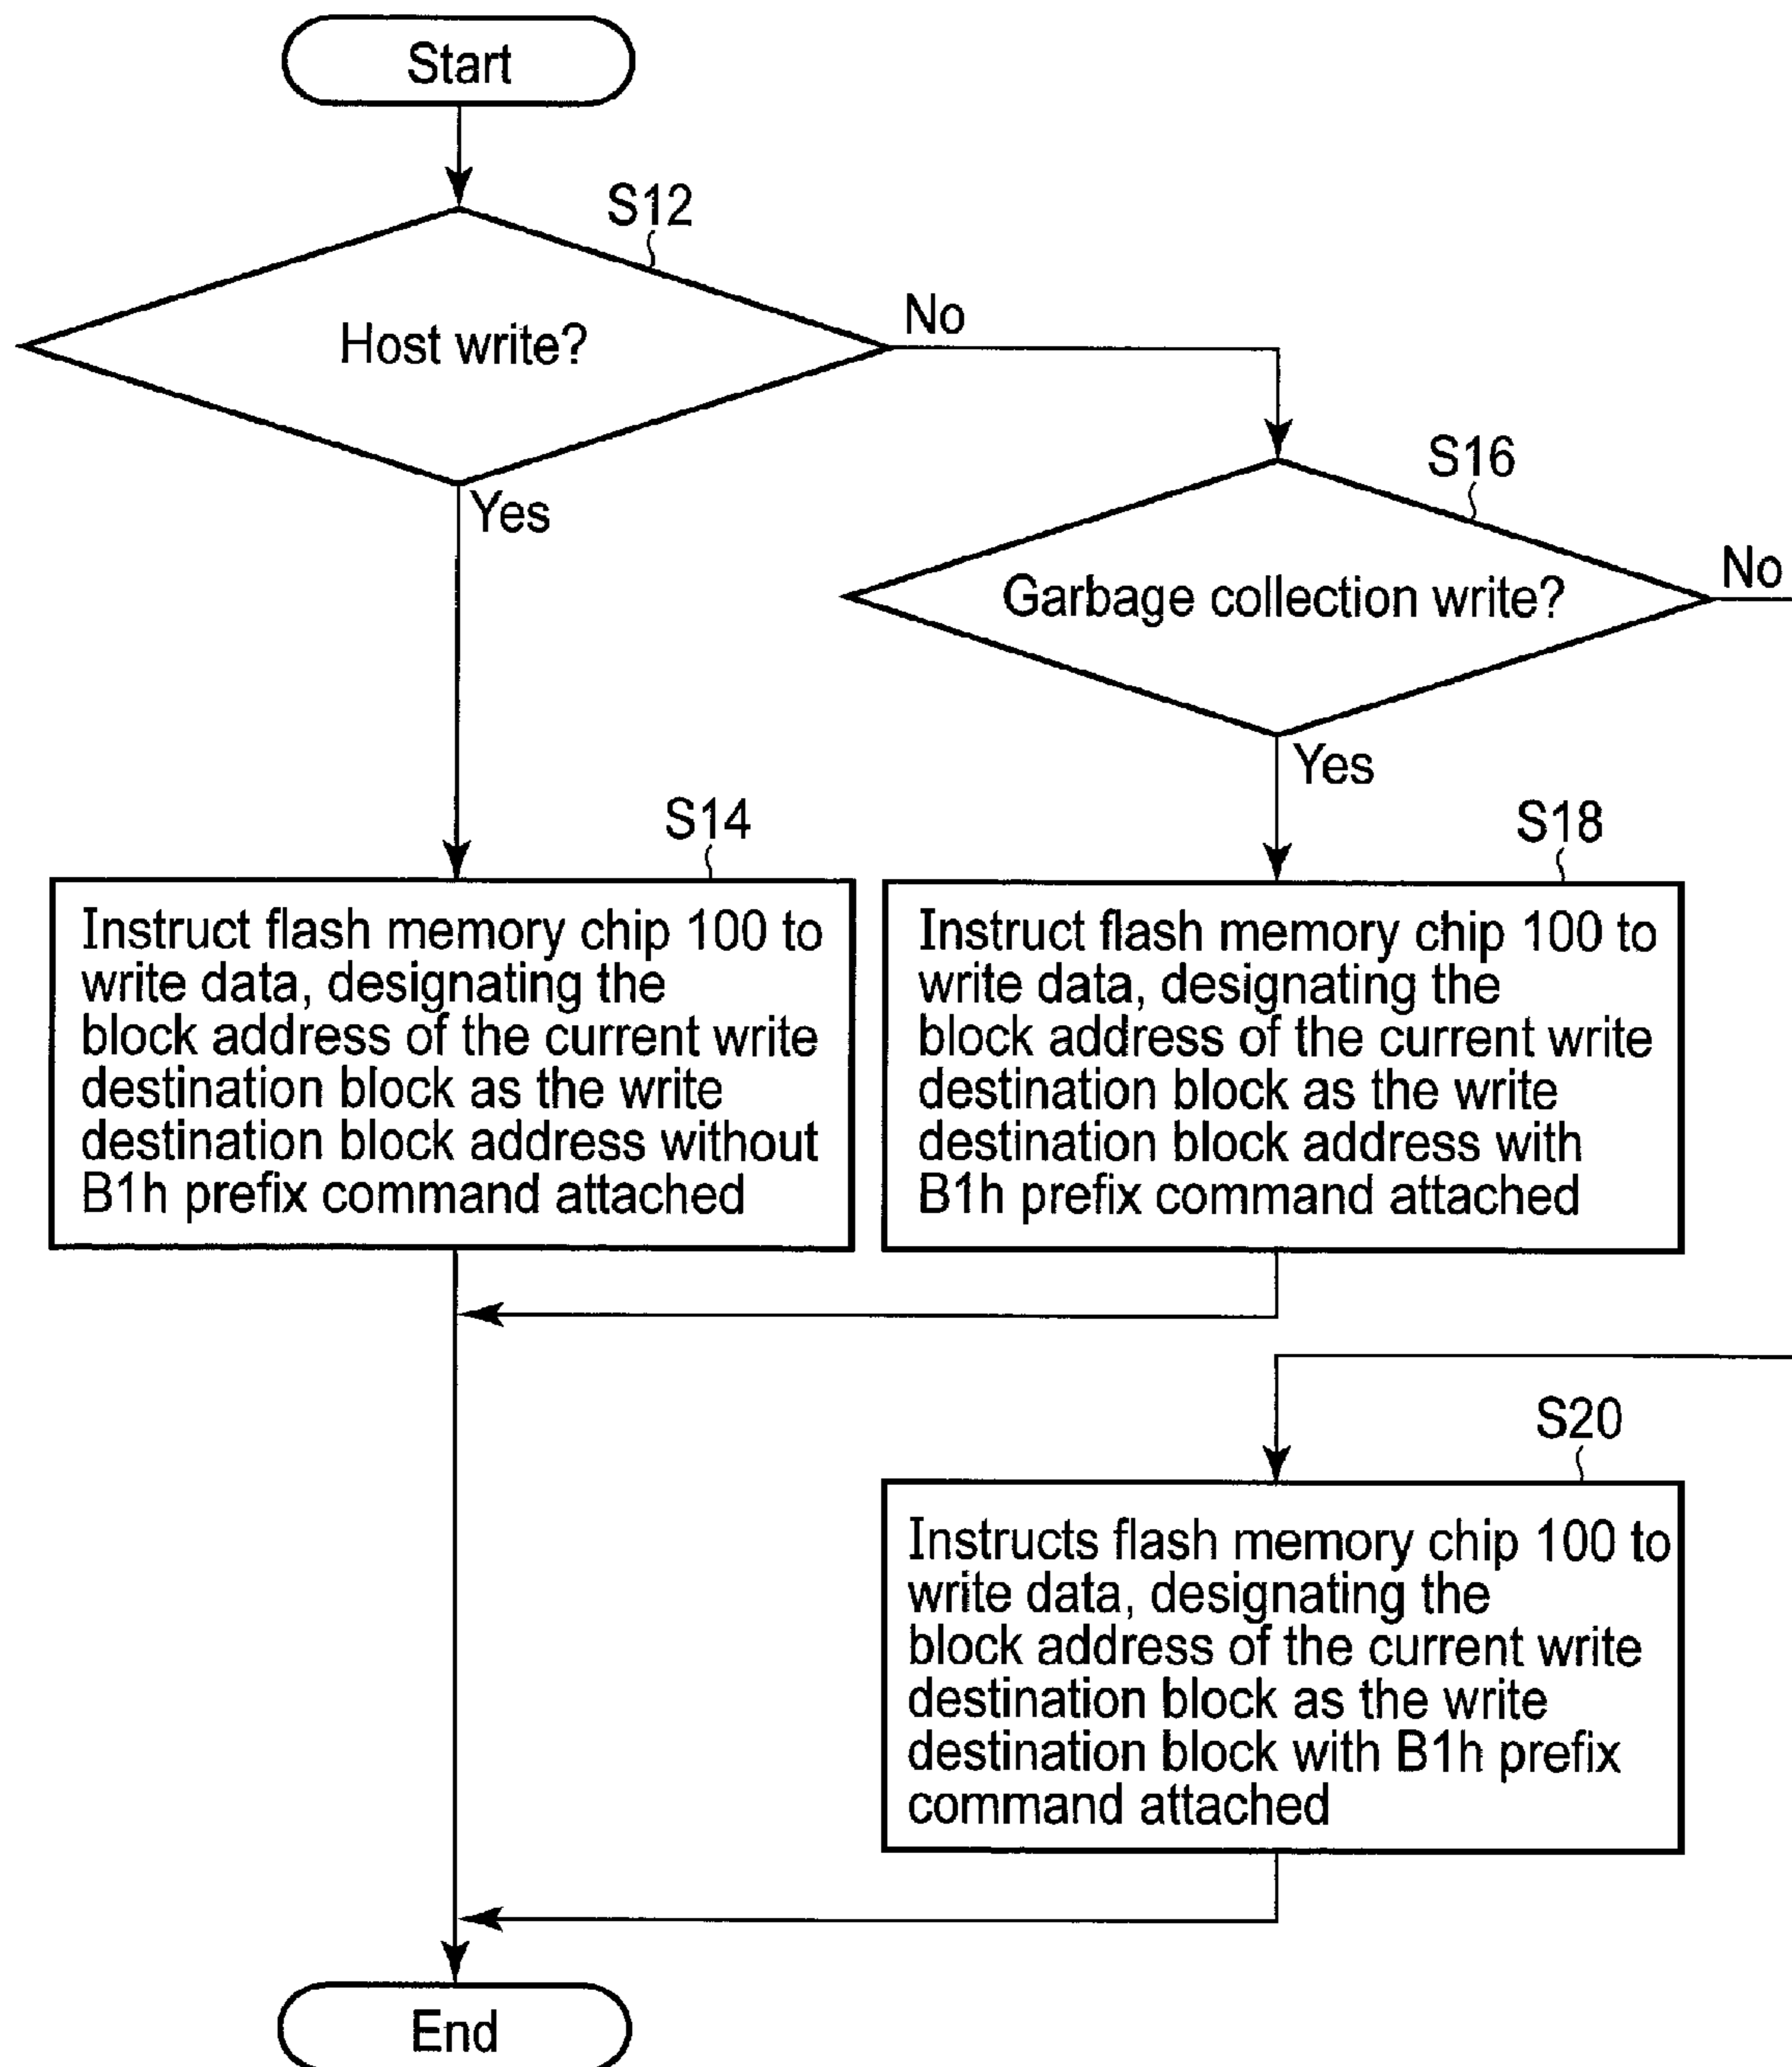 Start
S12
Host write?
No
Yes
S16
Garbage collection write?
No
Yes
S14
Instruct flash memory chip 100 to
write data, designating the
block address of the current write
destination block as the write
destination block address without
B1h prefix command attached
S18
Instruct flash memory chip 100 to
write data, designating the
block address of the current write
destination block as the write
destination block address with
B1h prefix command attached
S20
Instructs flash memory chip 100 to
write data, designating the
block address of the current write
destination block as the write
destination block with B1h prefix
command attached
End